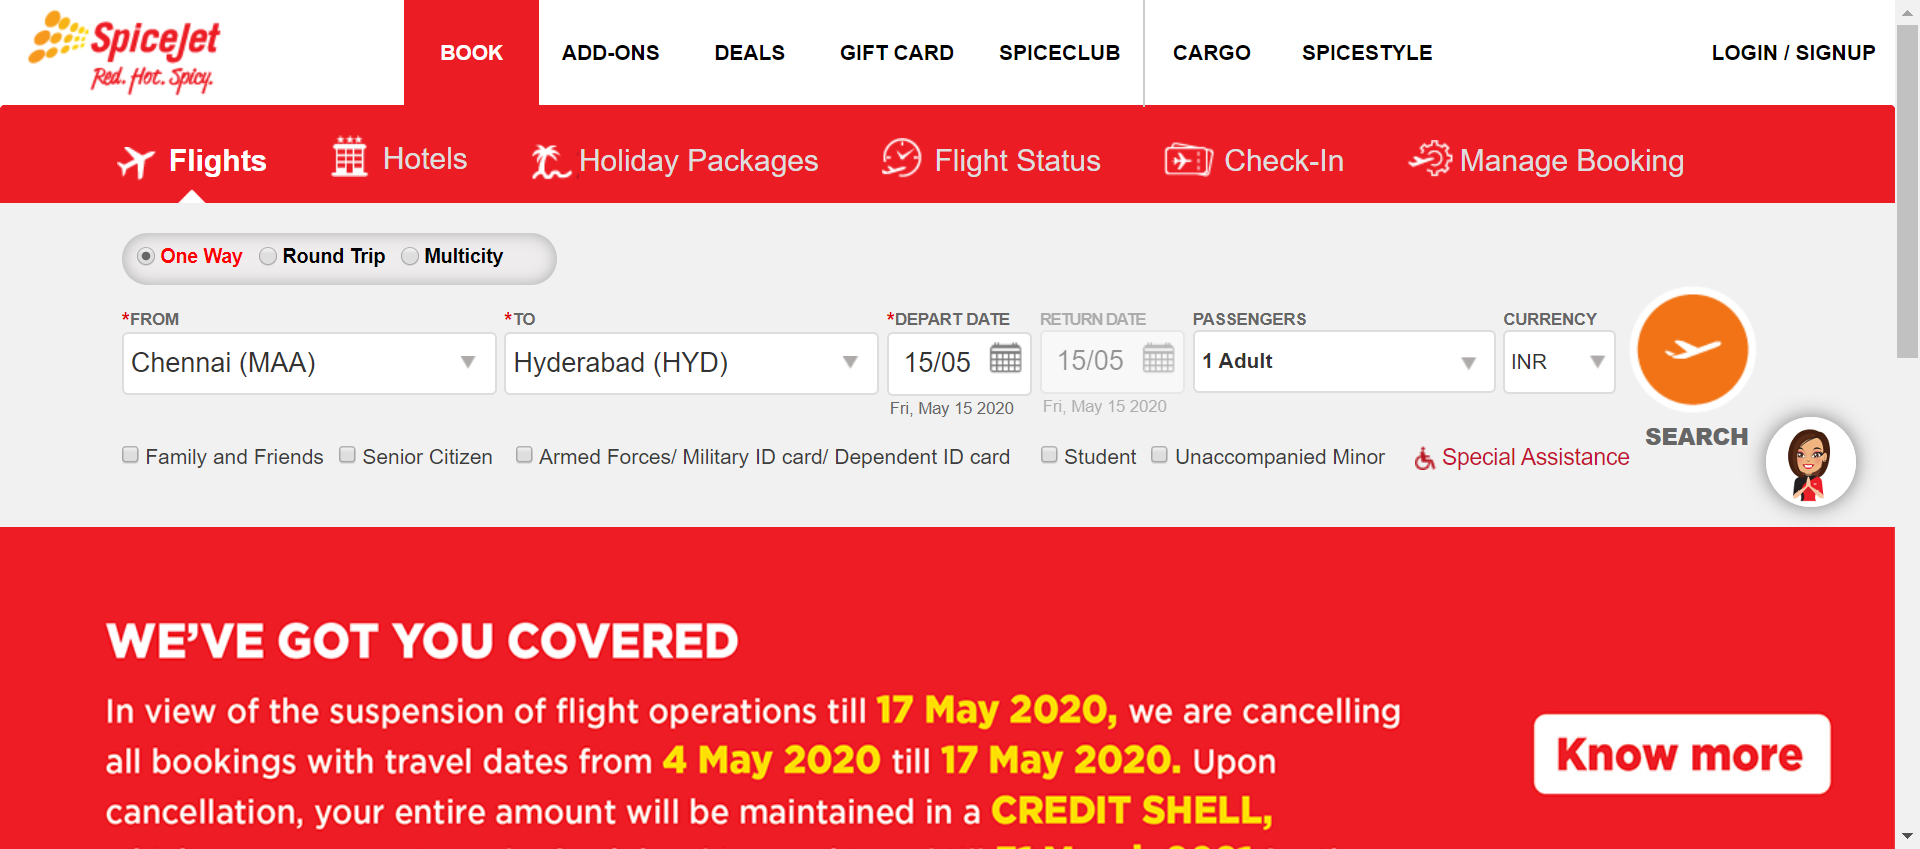 SpiceJet
Red. Hot. Spicy.
BOOK ADD-ONS DEALS GIFT CARD SPICECLUB CARGO SPICESTYLE LOGIN / SIGNUP
Flights Hotels Holiday Packages Flight Status Check-In Manage Booking
One Way Round Trip Multicity
*FROM *TO *DEPART DATE RETURN DATE PASSENGERS CURRENCY
Chennai (MAA) Hyderabad (HYD) 15/05 15/05 1 Adult INR
Fri, May 15 2020 Fri, May 15 2020
SEARCH
Family and Friends Senior Citizen Armed Forces/ Military ID card/ Dependent ID card Student Unaccompanied Minor Special Assistance
WE'VE GOT YOU COVERED
In view of the suspension of flight operations till 17 May 2020, we are cancelling
all bookings with travel dates from 4 May 2020 till 17 May 2020. Upon
cancellation, your entire amount will be maintained in a CREDIT SHELL,
Know more